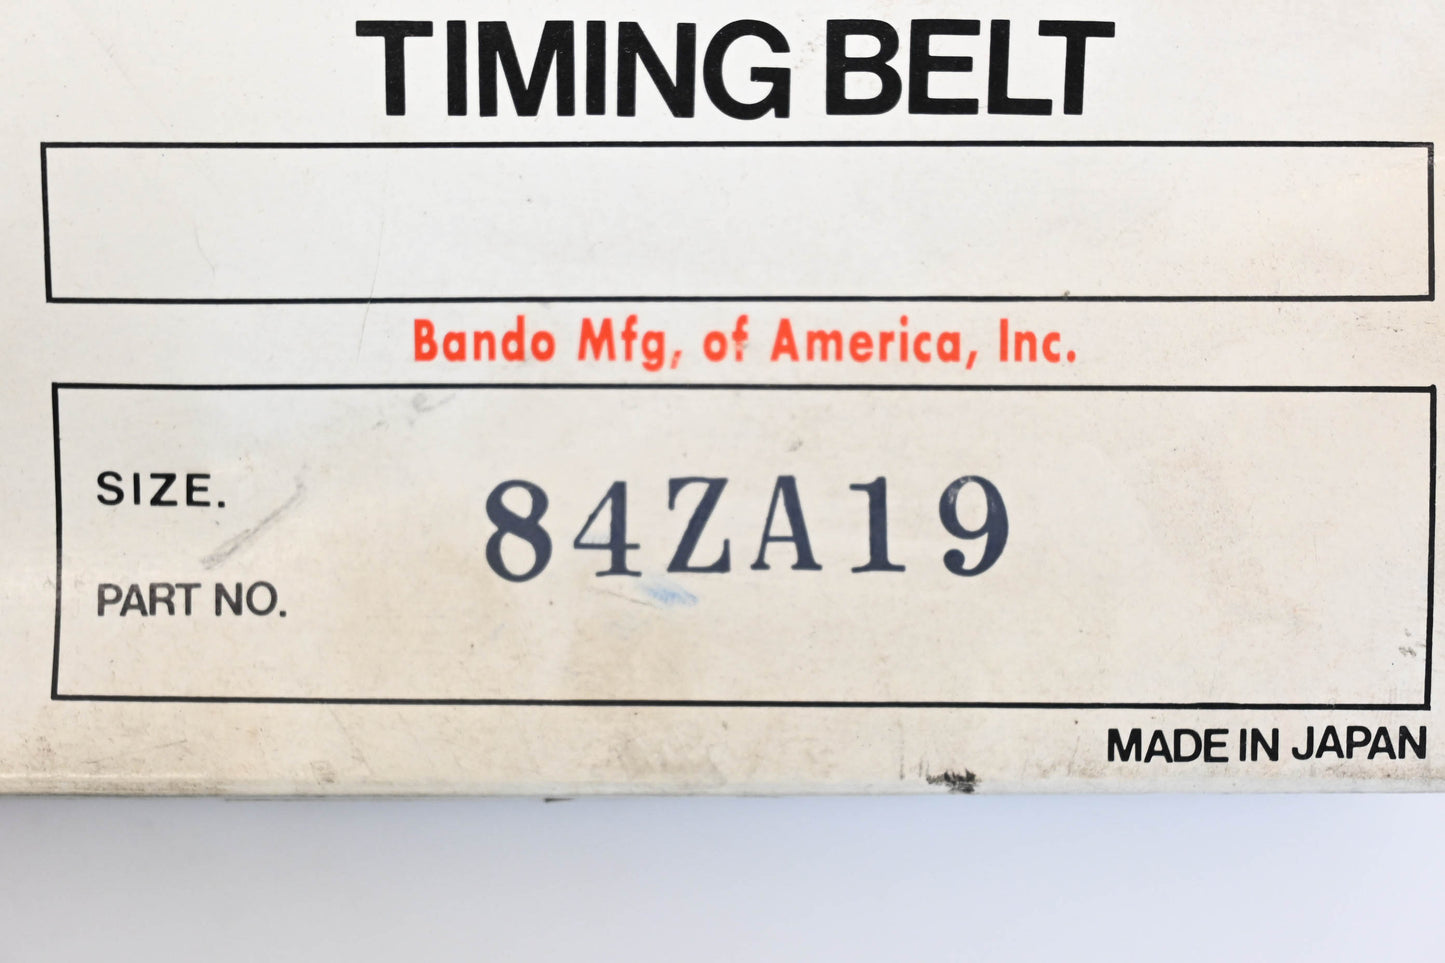 TIMING BELT
Bando Mfg. of America, Inc.
SIZE. 84ZA19
PART NO.
MADE IN JAPAN